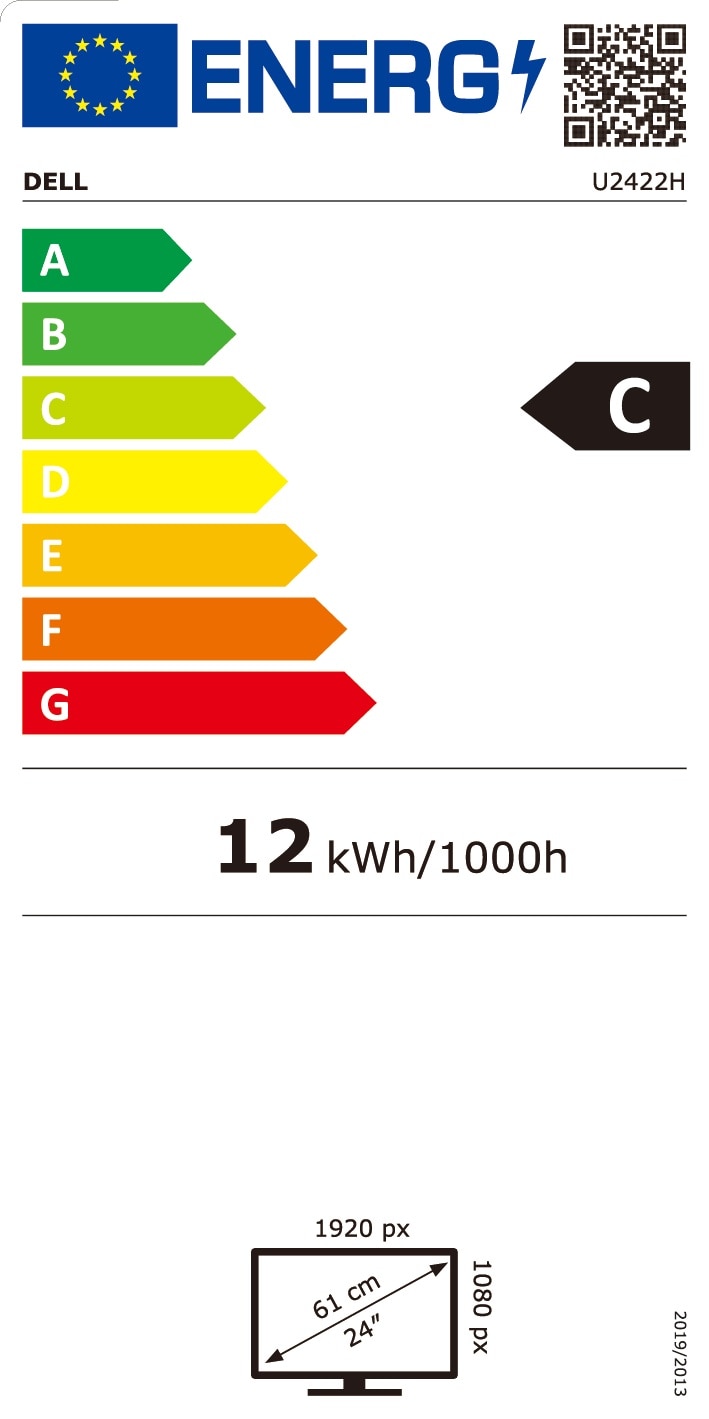 ENERG
DELL U2422H
A
B
C
C
D
E
F
G
12 kWh/1000h
1920 px
1080 px
61 cm
24″
2019/2013